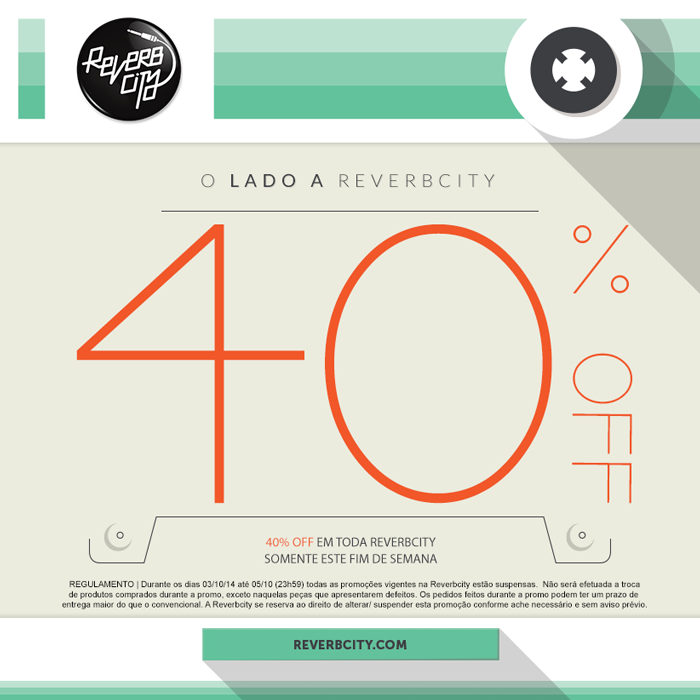 REVERB
CITY
O LADO A REVERBCITY
40% OFF
40% OFF EM TODA REVERBCITY
SOMENTE ESTE FIM DE SEMANA
REGULAMENTO | Durante os dias 03/10/14 até 05/10 (23h59) todas as promoções vigentes na Reverbcity estão suspensas. Não será efetuada a troca
de produtos comprados durante a promo, exceto naquelas peças que apresentarem defeitos. Os pedidos feitos durante a promo podem ter um prazo de
entrega maior do que o convencional. A Reverbcity se reserva ao direito de alterar/ suspender esta promoção conforme ache necessário e sem aviso prévio.
REVERBCITY.COM